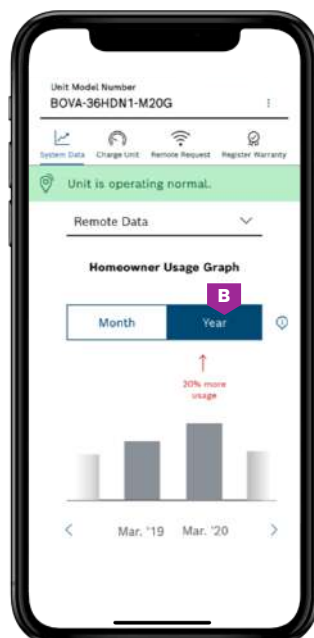 Unit Model Number
BOVA-36HDN1-M20G
System Data Charge Unit Remote Request Register Warranty
Unit is operating normal.
Remote Data
Homeowner Usage Graph
B
Month Year
20% more
usage
Mar. '19 Mar. '20